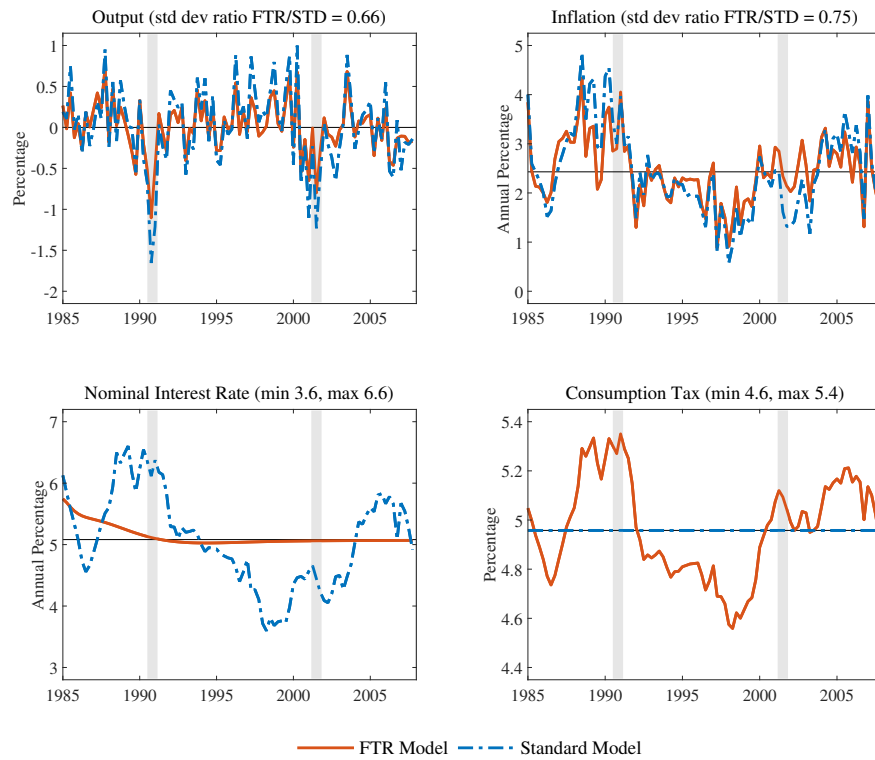 Output (std dev ratio FTR/STD = 0.66)
Percentage
1
0.5
0
-0.5
-1
-1.5
-2
1985 1990 1995 2000 2005
Inflation (std dev ratio FTR/STD = 0.75)
Annual Percentage
5
4
3
2
1
0
1985 1990 1995 2000 2005
Nominal Interest Rate (min 3.6, max 6.6)
Annual Percentage
7
6
5
4
3
1985 1990 1995 2000 2005
Consumption Tax (min 4.6, max 5.4)
Percentage
5.4
5.2
5
4.8
4.6
4.4
1985 1990 1995 2000 2005
FTR Model Standard Model